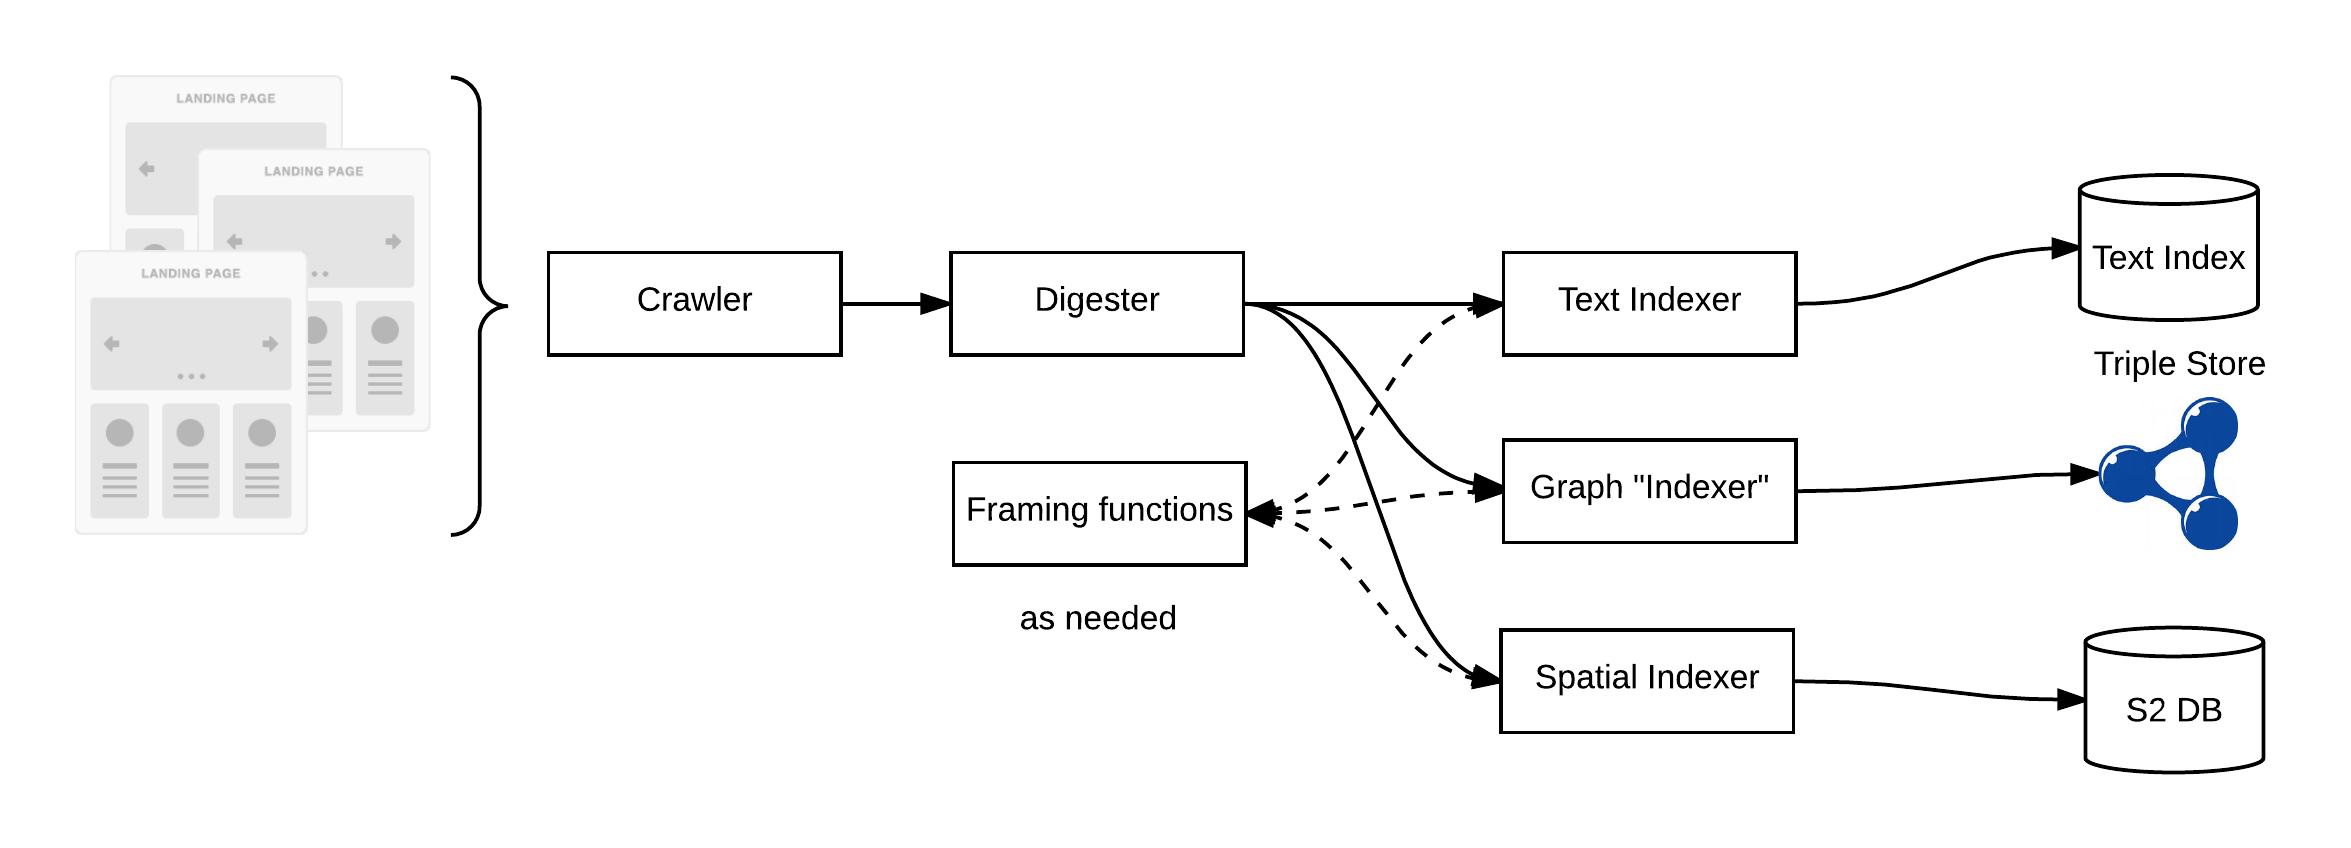 LANDING PAGE
LANDING PAGE
LANDING PAGE
Crawler
Digester
Framing functions
as needed
Text Indexer
Graph "Indexer"
Spatial Indexer
Text Index
Triple Store
S2 DB